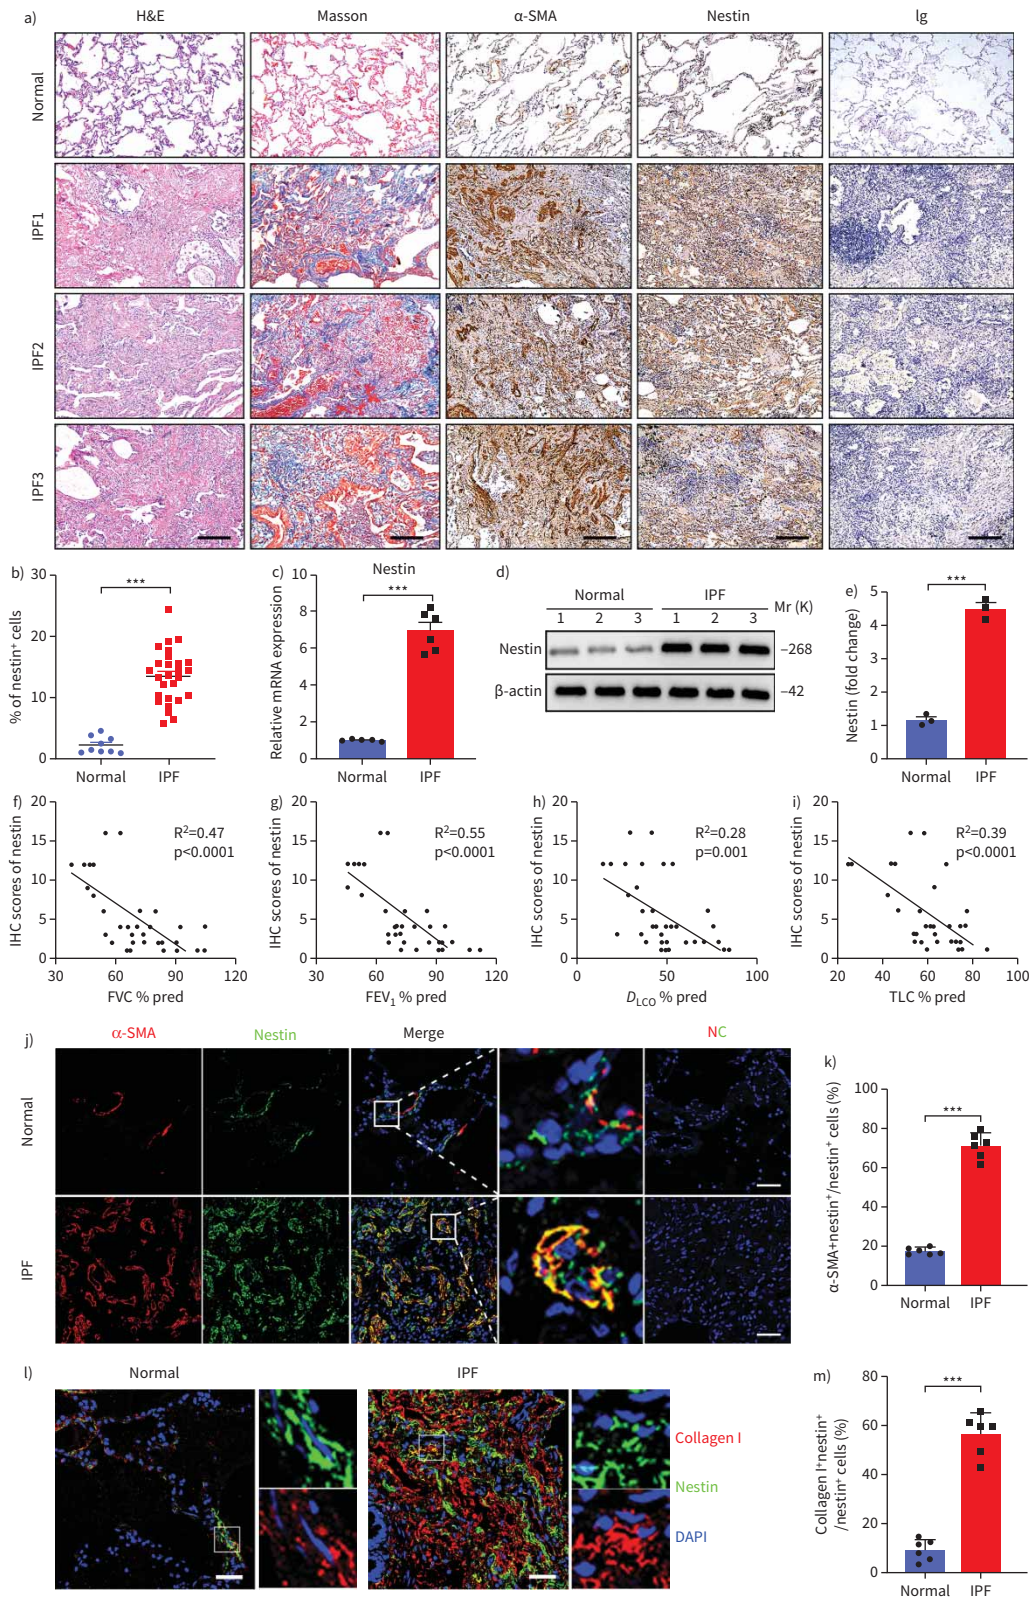 a)
H&E Masson α-SMA Nestin lg
Normal
IPF1
IPF2
IPF3
b)
% of nestin⁺ cells
30
20
10
0
***
Normal IPF
c)
Nestin
Relative mRNA expression
10
8
6
4
2
0
***
Normal IPF
d)
Normal IPF
1 2 3 1 2 3 Mr (K)
Nestin –268
β-actin –42
e)
Nestin (fold change)
5
4
3
2
1
0
***
Normal IPF
f)
IHC scores of nestin
20
15
10
5
0
R²=0.47
p<0.0001
30 60 90 120
FVC % pred
g)
IHC scores of nestin
20
15
10
5
0
R²=0.55
p<0.0001
30 60 90 120
FEV₁ % pred
h)
IHC scores of nestin
20
15
10
5
0
R²=0.28
p=0.001
0 50 100
D_LCO % pred
i)
IHC scores of nestin
20
15
10
5
0
R²=0.39
p<0.0001
20 40 60 80 100
TLC % pred
j)
α-SMA Nestin Merge NC
Normal
IPF
k)
α-SMA+nestin⁺/nestin⁺ cells (%)
100
80
60
40
20
0
***
Normal IPF
l)
Normal IPF
Collagen I
Nestin
DAPI
m)
Collagen I⁺nestin⁺
/nestin⁺ cells (%)
80
60
40
20
0
***
Normal IPF